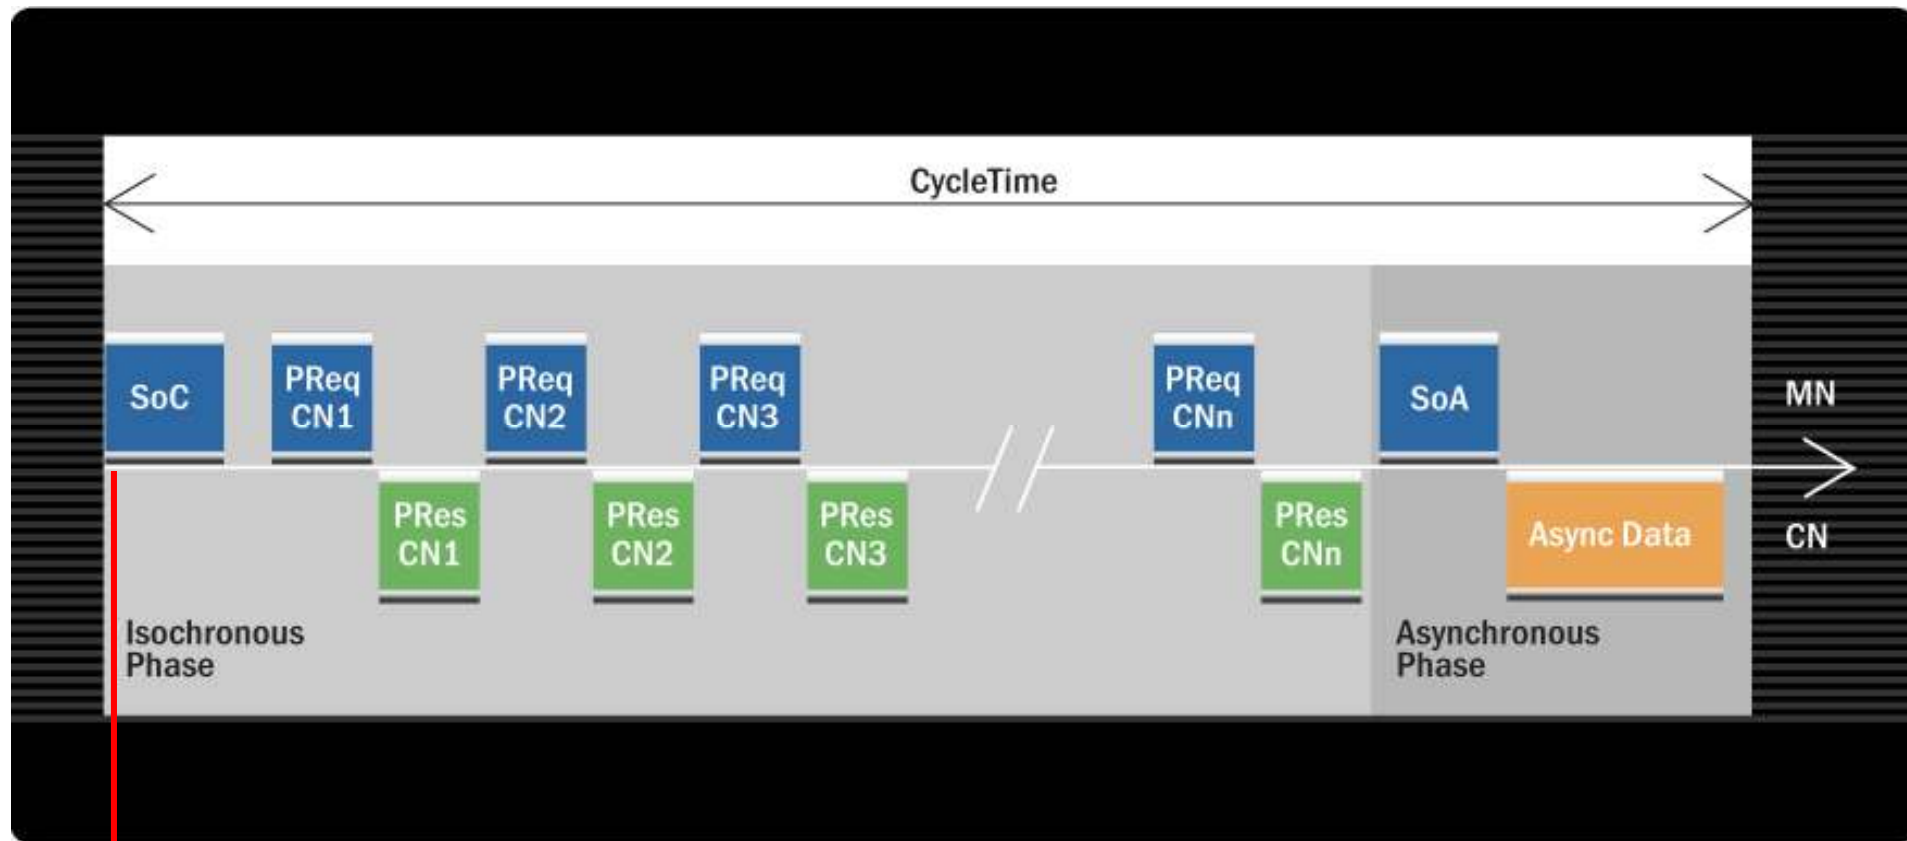 CycleTime
SoC
PReq
CN1
PReq
CN2
PReq
CN3
PReq
CNn
SoA
MN
PRes
CN1
PRes
CN2
PRes
CN3
PRes
CNn
Async Data
CN
Isochronous
Phase
Asynchronous
Phase